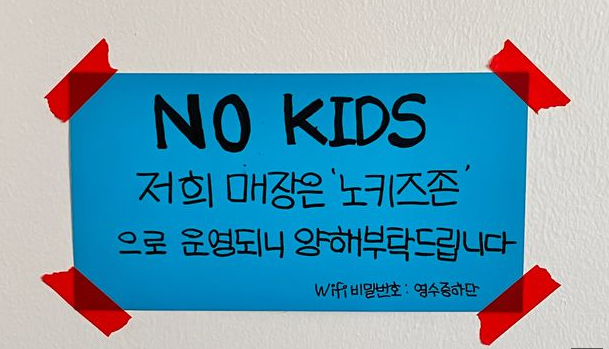 NO KIDS
저희 매장은 '노키즈존'
으로 운영되니 양해부탁드립니다
Wifi 비밀번호 : 영수증하단